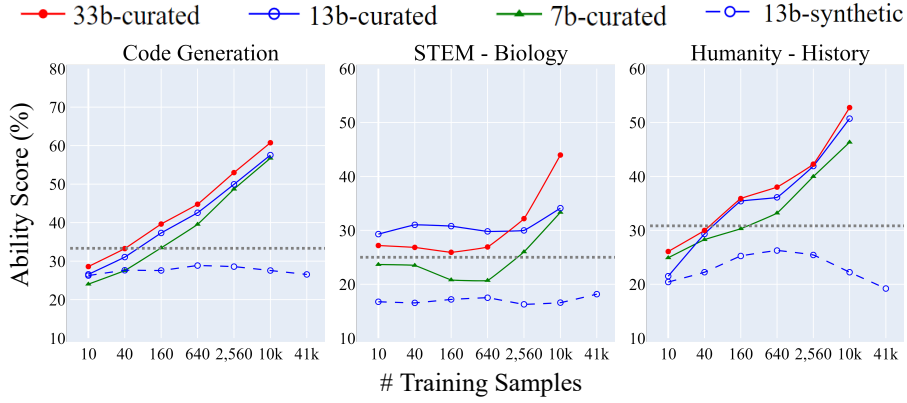 33b-curated 13b-curated 7b-curated 13b-synthetic
Code Generation STEM - Biology Humanity - History
Ability Score (%)
80
70
60
50
40
30
20
10
10 40 160 640 2,560 10k 41k
60
50
40
30
20
10
10 40 160 640 2,560 10k 41k
60
50
40
30
20
10
10 40 160 640 2,560 10k 41k
# Training Samples